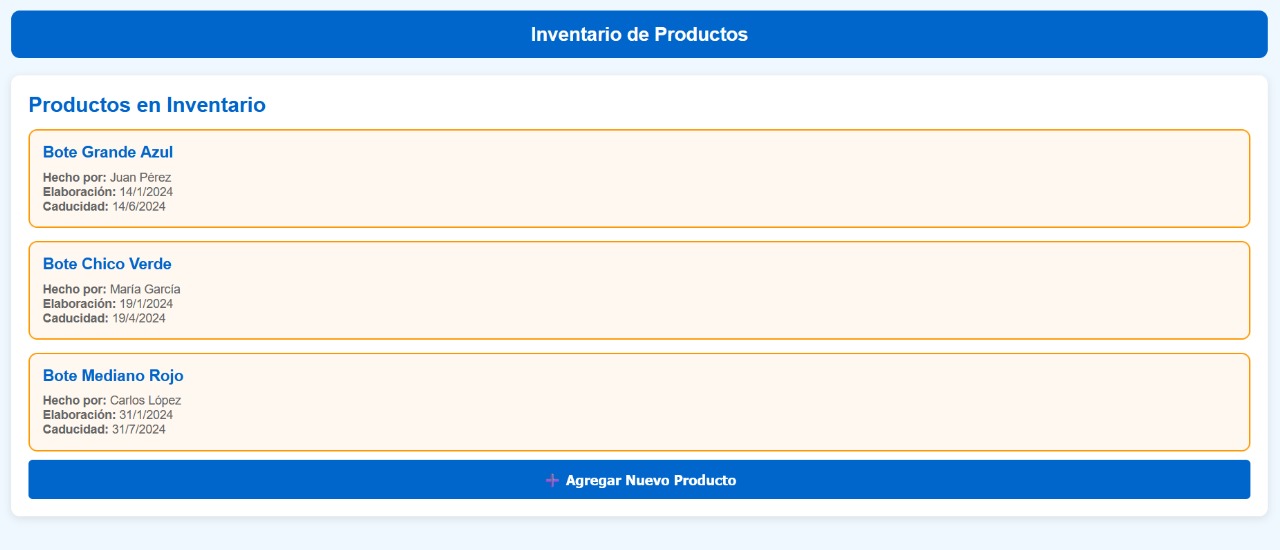 Inventario de Productos
Productos en Inventario
Bote Grande Azul
Hecho por: Juan Pérez
Elaboración: 14/1/2024
Caducidad: 14/6/2024
Bote Chico Verde
Hecho por: María García
Elaboración: 19/1/2024
Caducidad: 19/4/2024
Bote Mediano Rojo
Hecho por: Carlos López
Elaboración: 31/1/2024
Caducidad: 31/7/2024
➕ Agregar Nuevo Producto